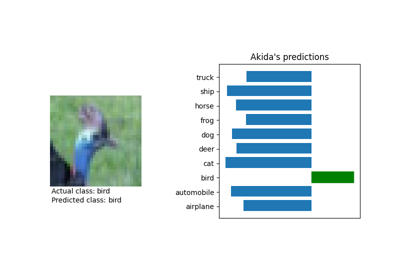 Akida's predictions
truck
ship
horse
frog
dog
deer
cat
bird
automobile
airplane
Actual class: bird
Predicted class: bird